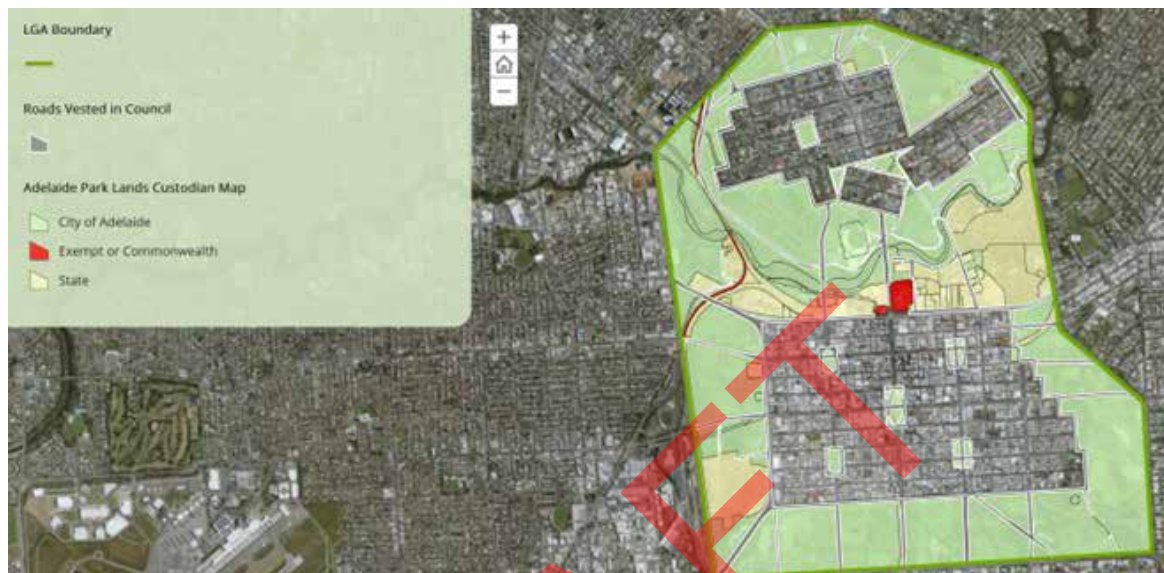 LGA Boundary
Roads Vested in Council
Adelaide Park Lands Custodian Map
City of Adelaide
Exempt or Commonwealth
State
+
−